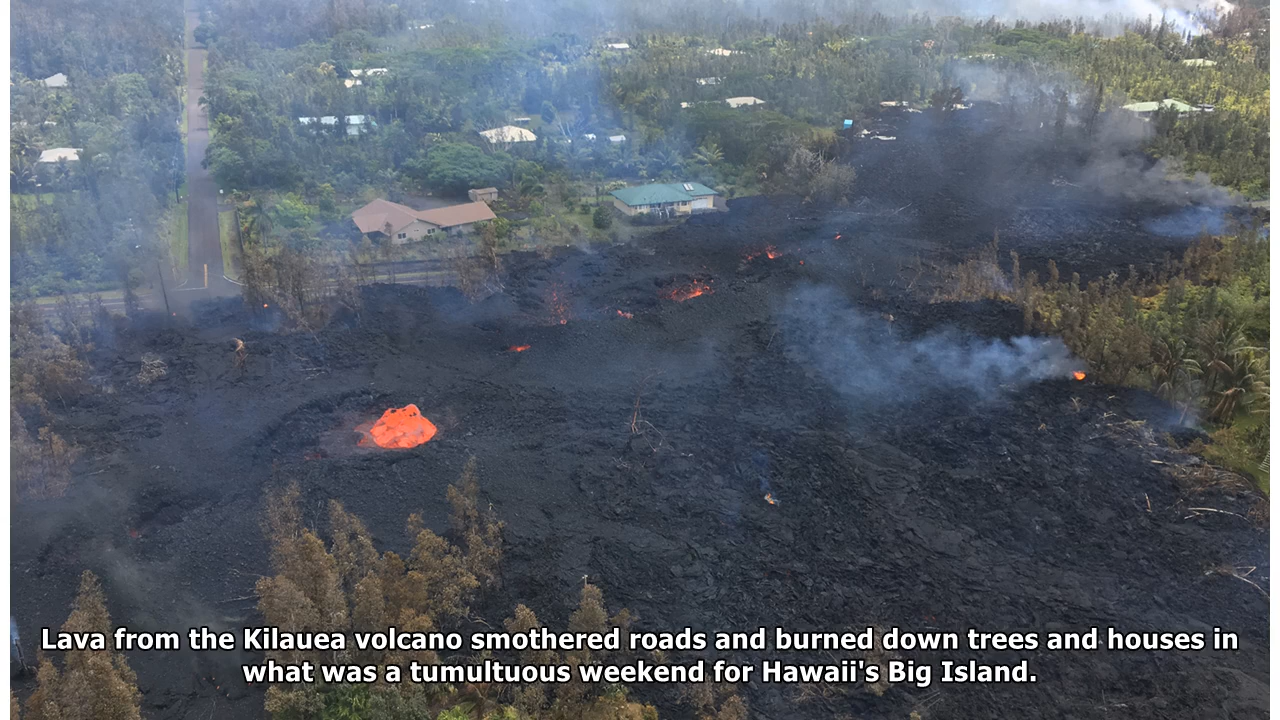 Lava from the Kilauea volcano smothered roads and burned down trees and houses in
what was a tumultuous weekend for Hawaii's Big Island.